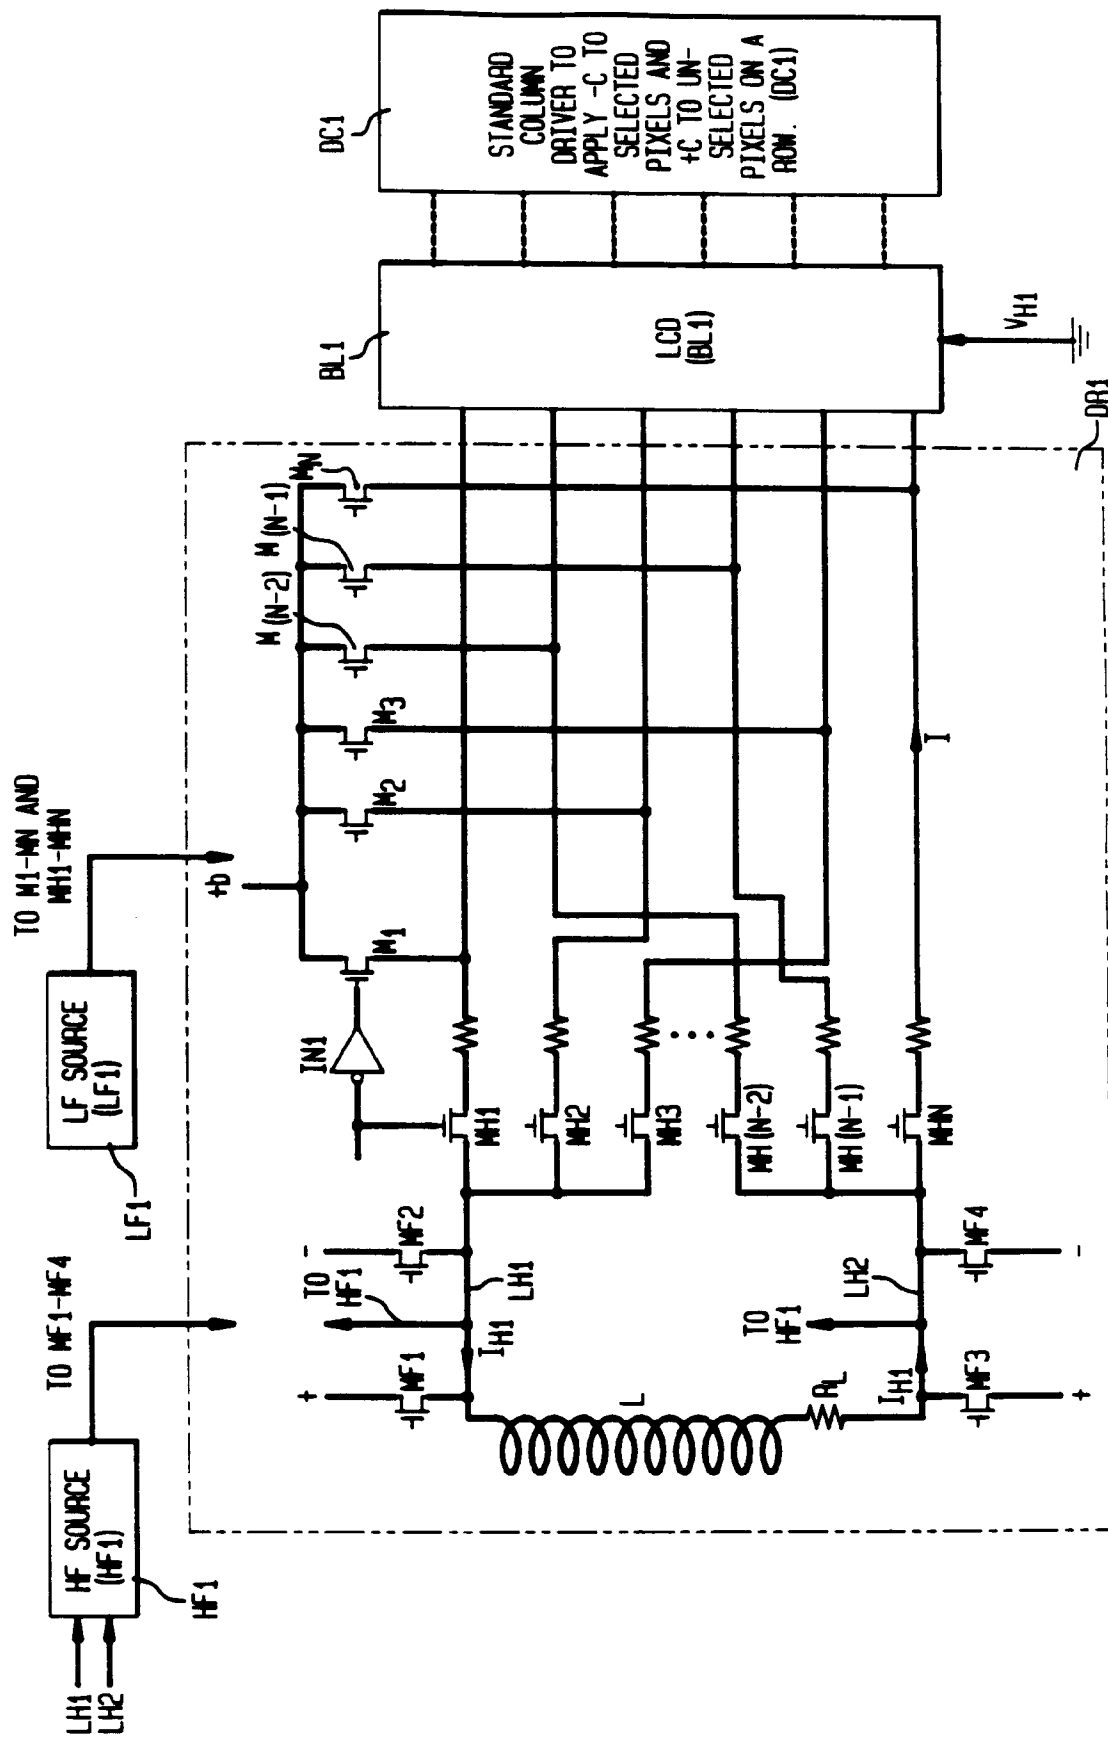 LH1
LH2
HF SOURCE
(HF1)
HF1
TO MF1-MF4
LF SOURCE
(LF1)
LF1
TO M1-MN AND
MH1-MHN
+D
IN1
M1
M2
M3
M(N-2)
M(N-1)
MN
+
MF1
TO
HF1
-
MF2
IH1
LH1
L
RL
IH1
MF3
+
TO
HF1
LH2
MF4
-
MH1
MH2
MH3
MH(N-2)
MH(N-1)
MHN
I
DR1
BL1
LCD
(BL1)
VH1
DC1
STANDARD
COLUMN
DRIVER TO
APPLY -C TO
SELECTED
PIXELS AND
+C TO UN-
SELECTED
PIXELS ON A
ROW. (DC1)